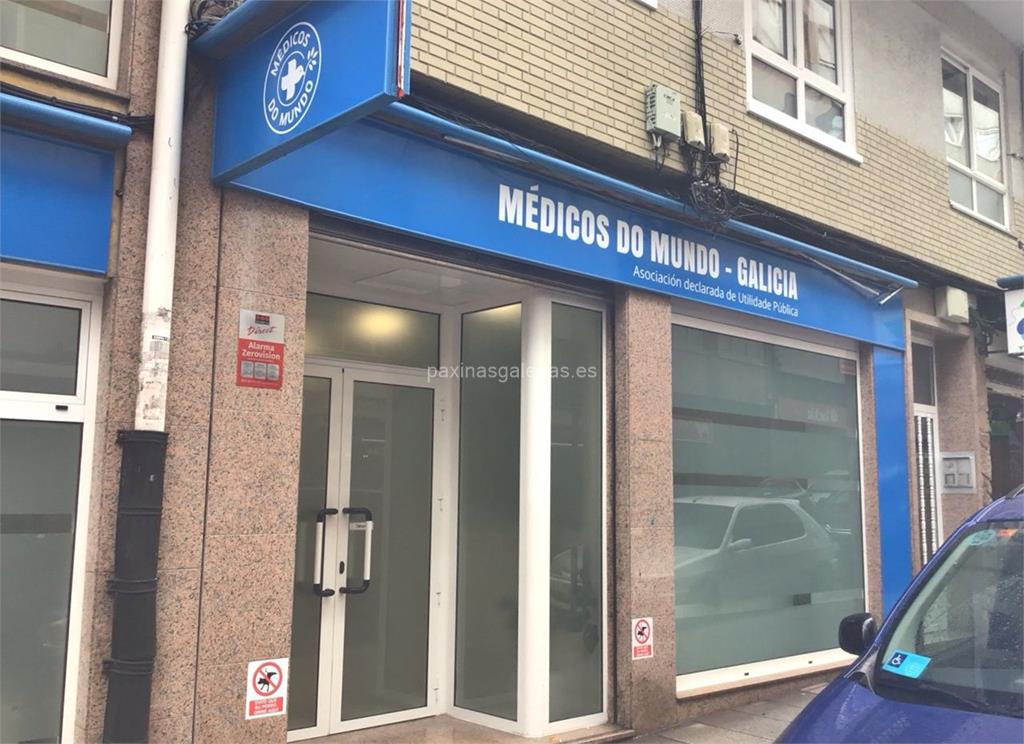 MÉDICOS
DO MUNDO
MÉDICOS DO MUNDO - GALICIA
Asociación declarada de Utilidade Pública
Direct
Alarma
Zerovision
paxinasgalegas.es